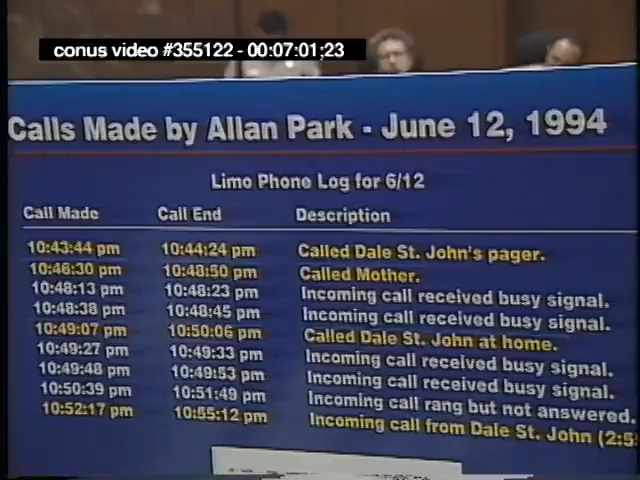 conus video #355122 - 00:07:01;23
Calls Made by Allan Park - June 12, 1994
Limo Phone Log for 6/12
Call Made Call End Description
10:43:44 pm 10:44:24 pm Called Dale St. John's pager.
10:46:30 pm 10:48:50 pm Called Mother.
10:48:13 pm 10:48:23 pm Incoming call received busy signal.
10:48:38 pm 10:48:45 pm Incoming call received busy signal.
10:49:07 pm 10:50:06 pm Called Dale St. John at home.
10:49:27 pm 10:49:33 pm Incoming call received busy signal.
10:49:48 pm 10:49:53 pm Incoming call received busy signal.
10:50:39 pm 10:51:49 pm Incoming call rang but not answered.
10:52:17 pm 10:55:12 pm Incoming call from Dale St. John (2:5